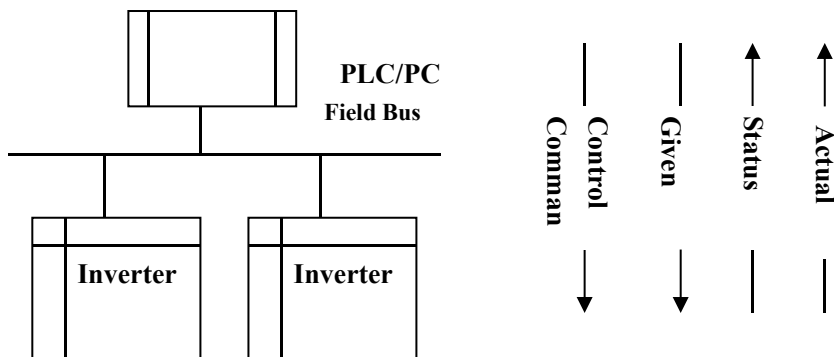 PLC/PC
Field Bus
Inverter
Inverter
Control
Comman
Given
Status
Actual